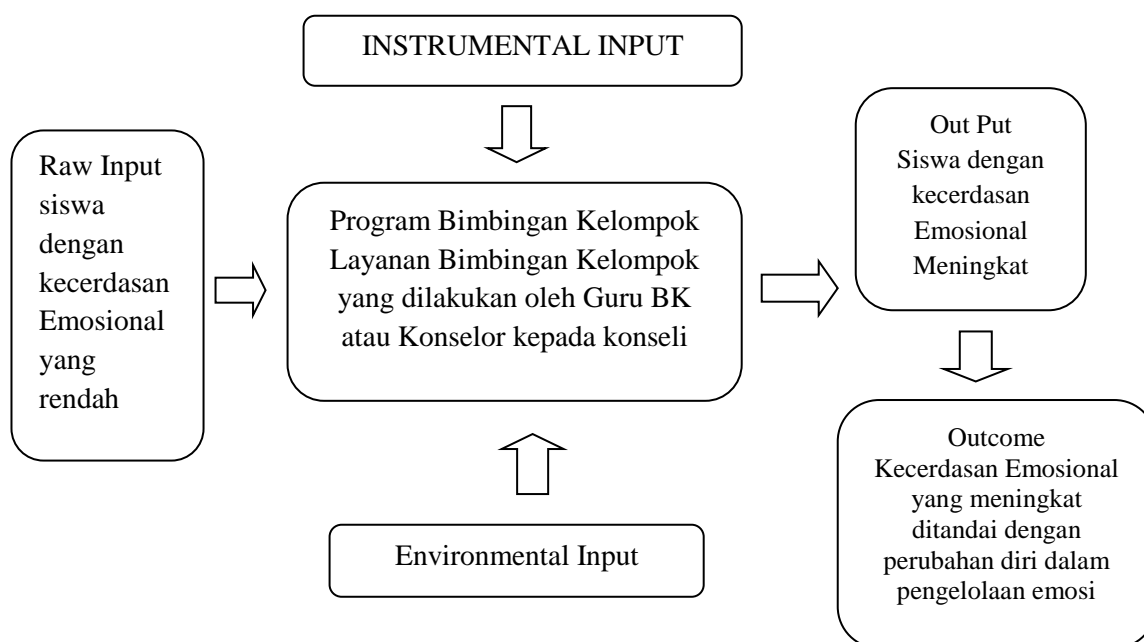 INSTRUMENTAL INPUT
Raw Input
siswa
dengan
kecerdasan
Emosional
yang
rendah
Program Bimbingan Kelompok
Layanan Bimbingan Kelompok
yang dilakukan oleh Guru BK
atau Konselor kepada konseli
Out Put
Siswa dengan
kecerdasan
Emosional
Meningkat
Environmental Input
Outcome
Kecerdasan Emosional
yang meningkat
ditandai dengan
perubahan diri dalam
pengelolaan emosi